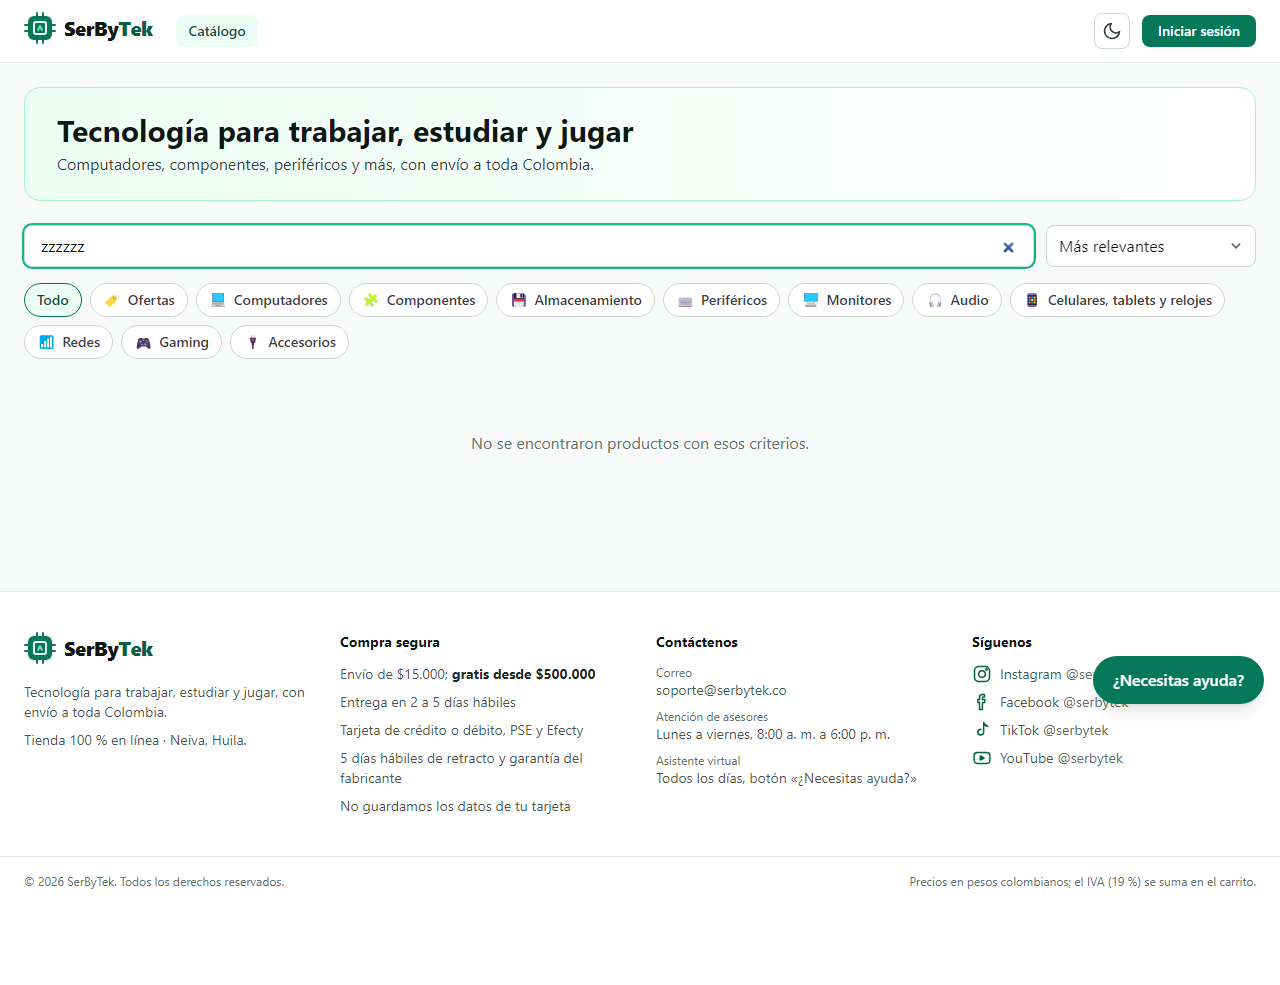 SerByTek
Catálogo
Iniciar sesión
Tecnología para trabajar, estudiar y jugar
Computadores, componentes, periféricos y más, con envío a toda Colombia.
zzzzzz
Más relevantes
Todo
Ofertas
Computadores
Componentes
Almacenamiento
Periféricos
Monitores
Audio
Celulares, tablets y relojes
Redes
Gaming
Accesorios
No se encontraron productos con esos criterios.
SerByTek
Tecnología para trabajar, estudiar y jugar, con
envío a toda Colombia.
Tienda 100 % en línea · Neiva, Huila.
Compra segura
Envío de $15.000; gratis desde $500.000
Entrega en 2 a 5 días hábiles
Tarjeta de crédito o débito, PSE y Efecty
5 días hábiles de retracto y garantía del
fabricante
No guardamos los datos de tu tarjeta
Contáctenos
Correo
soporte@serbytek.co
Atención de asesores
Lunes a viernes, 8:00 a. m. a 6:00 p. m.
Asistente virtual
Todos los días, botón «¿Necesitas ayuda?»
Síguenos
Instagram
¿Necesitas ayuda?
Facebook @serbytek
TikTok @serbytek
YouTube @serbytek
© 2026 SerByTek. Todos los derechos reservados.
Precios en pesos colombianos; el IVA (19 %) se suma en el carrito.